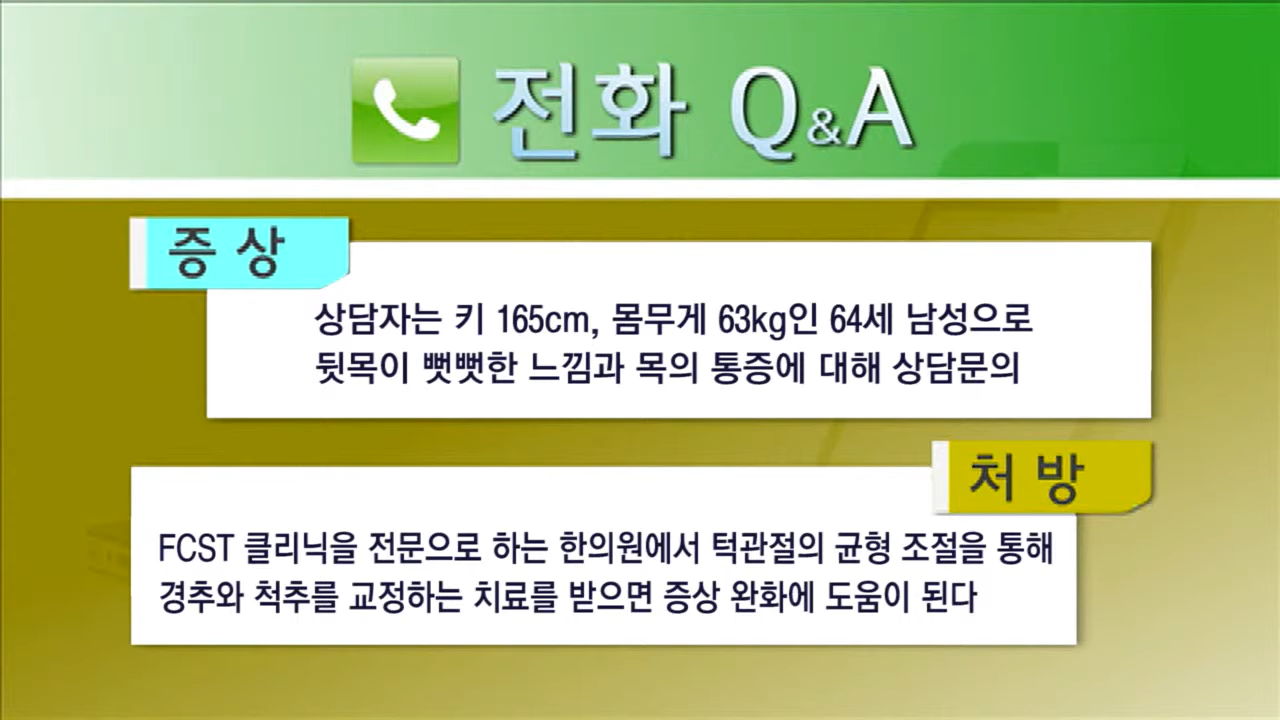 전화 Q&A
증상
상담자는 키 165cm, 몸무게 63kg인 64세 남성으로
뒷목이 뻣뻣한 느낌과 목의 통증에 대해 상담문의
처방
FCST 클리닉을 전문으로 하는 한의원에서 턱관절의 균형 조절을 통해
경추와 척추를 교정하는 치료를 받으면 증상 완화에 도움이 된다